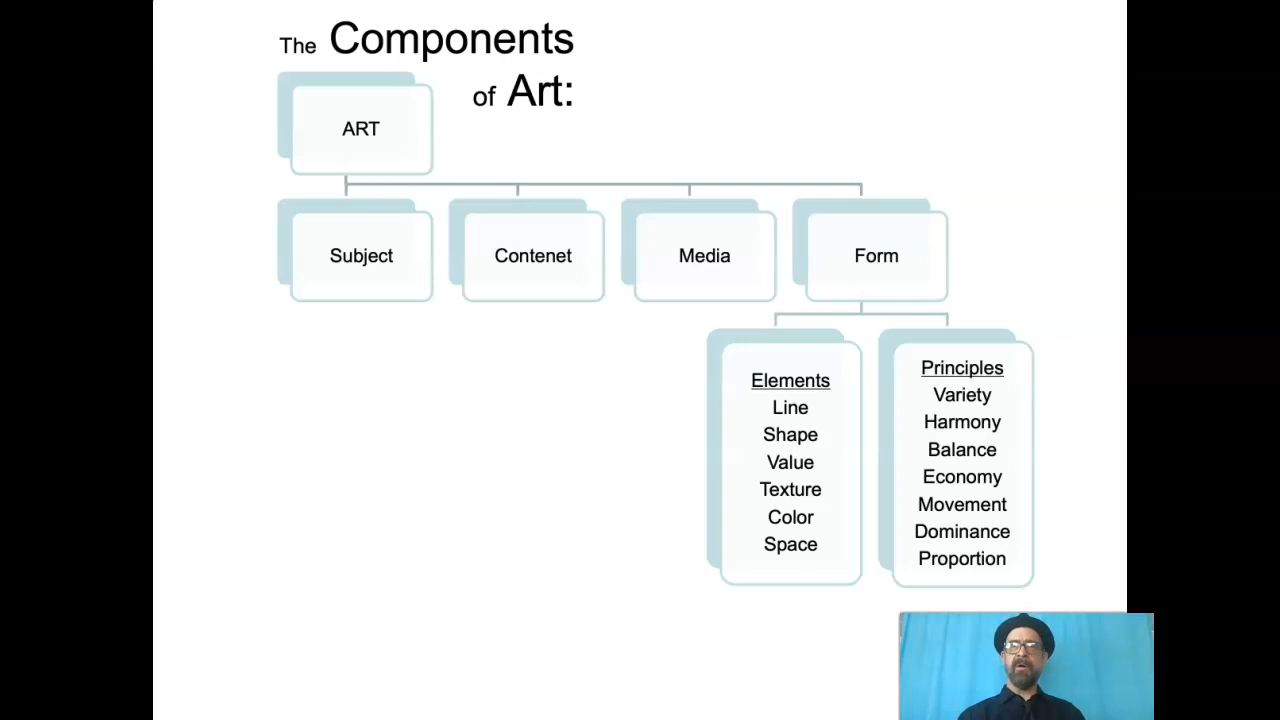 The Components
of Art:
ART
Subject
Contenet
Media
Form
Elements
Line
Shape
Value
Texture
Color
Space
Principles
Variety
Harmony
Balance
Economy
Movement
Dominance
Proportion